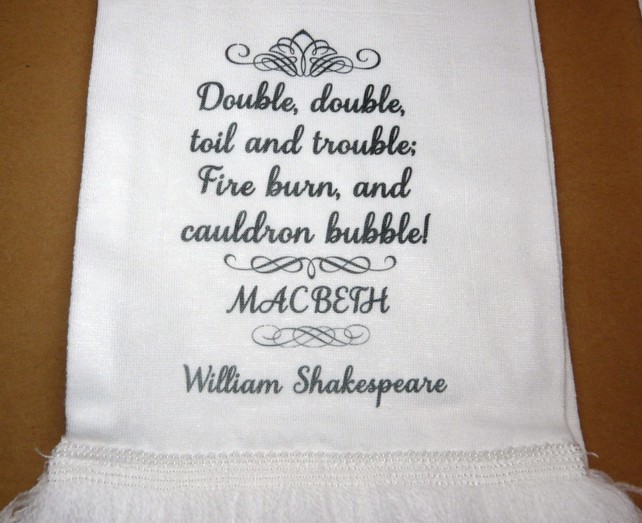 Double, double,
toil and trouble;
Fire burn, and
cauldron bubble!
MACBETH
William Shakespeare